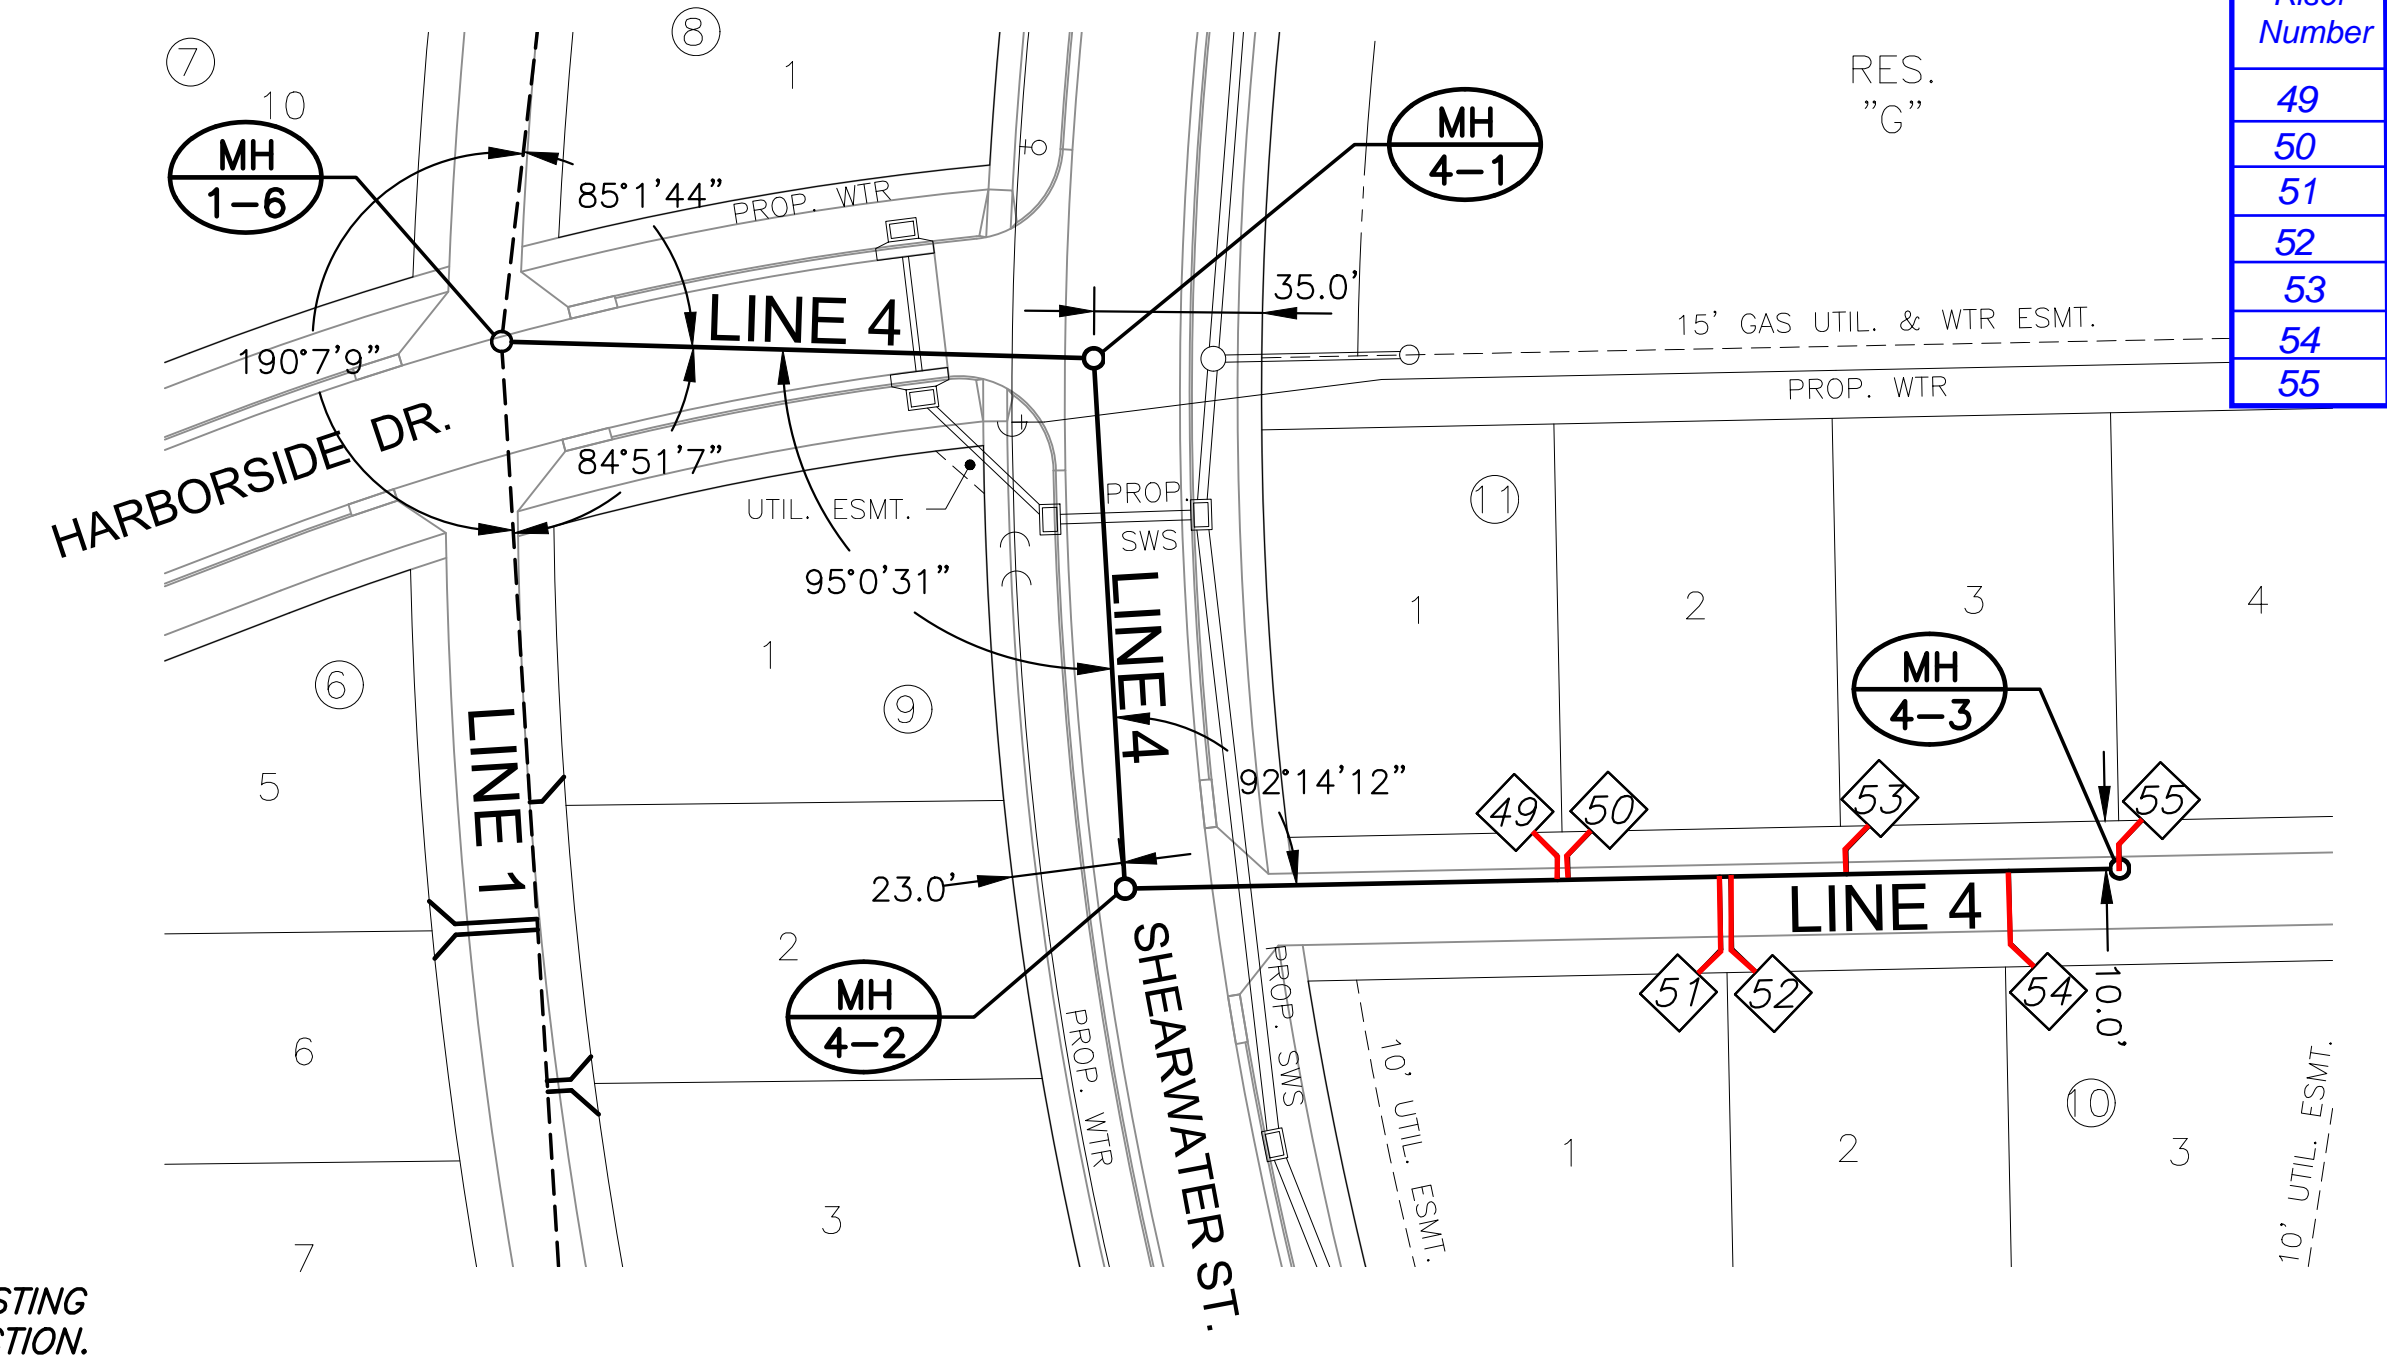 Number
49
50
51
52
53
54
55
7
8
10
1
RES.
"G"
MH
1-6
MH
4-1
85°1'44"
PROP. WTR
35.0'
LINE 4
15' GAS UTIL. & WTR ESMT.
PROP. WTR
190°7'9"
HARBORSIDE DR.
84°51'7"
UTIL. ESMT.
PROP.
SWS
95°0'31"
11
1
2
3
4
LINE 4
1
6
9
5
LINE 1
MH
4-3
92°14'12"
49
50
53
55
23.0'
LINE 4
2
MH
4-2
51
52
54
10.0'
SHEARWATER ST.
PROP. WTR
PROP. SWS
10' UTIL. ESMT.
10' UTIL. ESMT.
10
6
1
2
3
3
7
STING
TION.